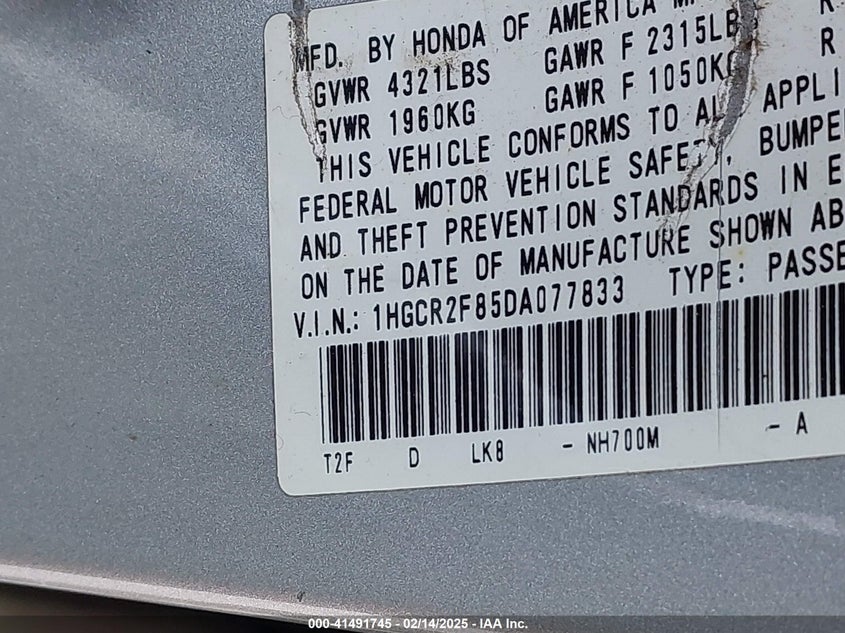 MFD. BY HONDA OF AMERICA
GVWR 4321LBS GAWR F 2315LB R
GVWR 1960KG GAWR F 1050KG R
THIS VEHICLE CONFORMS TO ALL APPLI
FEDERAL MOTOR VEHICLE SAFETY, BUMPE
AND THEFT PREVENTION STANDARDS IN E
ON THE DATE OF MANUFACTURE SHOWN AB
V.I.N.: 1HGCR2F85DA077833 TYPE: PASSE
T2F D LK8 - NH700M - A
000-41491745 - 02/14/2025 - IAA Inc.